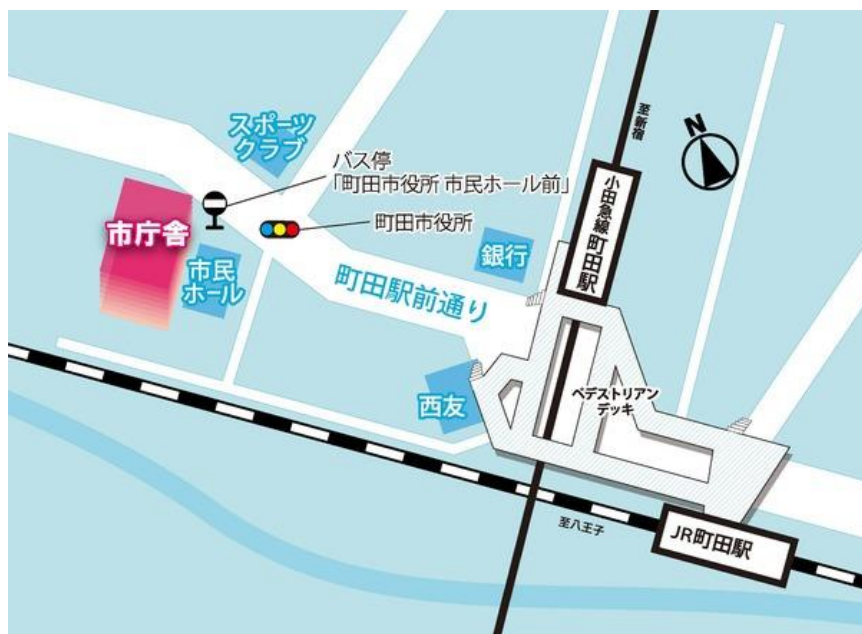 N
至新宿
スポーツ
クラブ
バス停
「町田市役所 市民ホール前」
町田市役所
市庁舎
市民
ホール
銀行
小田急線 町田駅
町田駅前通り
西友
ペデストリアン
デッキ
至八王子
JR町田駅